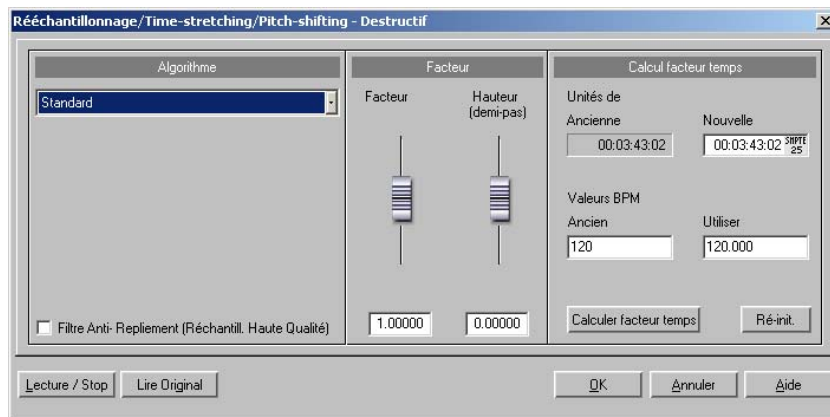 Rééchantillonnage/Time-stretching/Pitch-shifting - Destructif
Algorithme
Standard
Filtre Anti- Repliement (Réchantill. Haute Qualité)
Facteur
Facteur
Hauteur
(demi-pas)
1.00000
0.00000
Calcul facteur temps
Unités de
Ancienne
Nouvelle
00:03:43:02
00:03:43:02 SMPTE 25
Valeurs BPM
Ancien
Utiliser
120
120.000
Calculer facteur temps
Ré-init.
Lecture / Stop
Lire Original
OK
Annuler
Aide